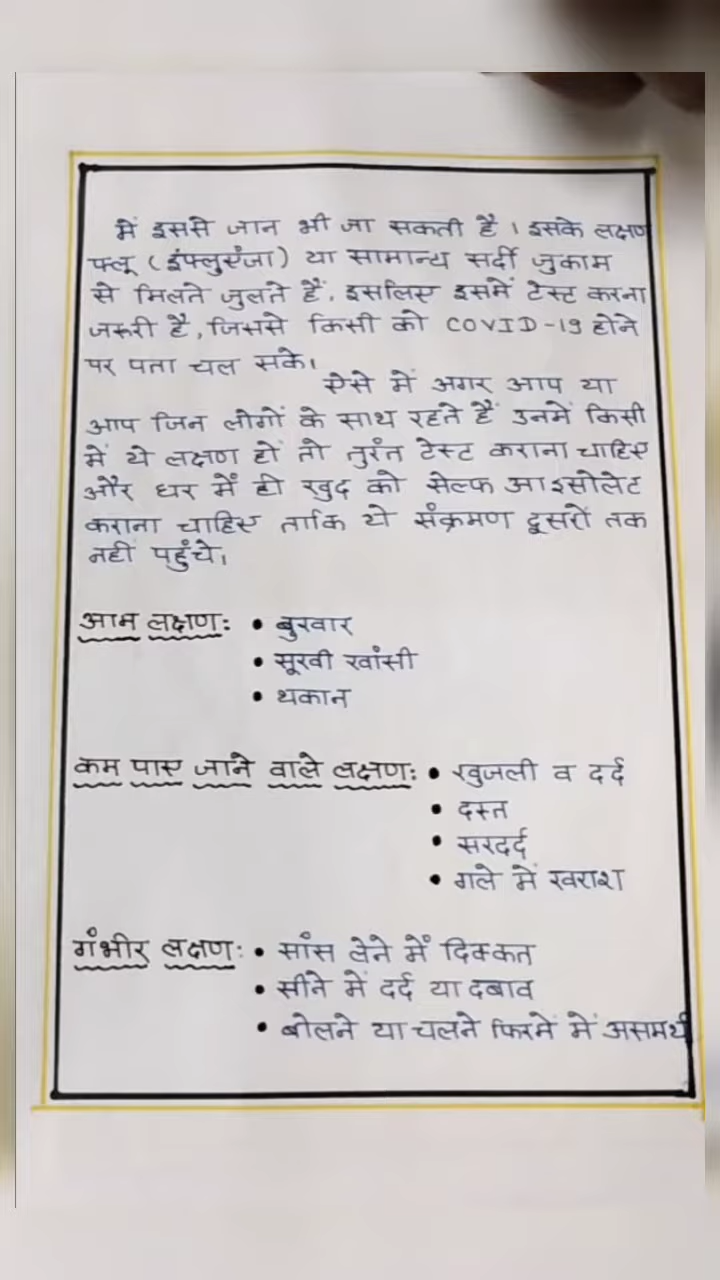 में इससे जान भी जा सकती है । इसके लक्षण
फ्लू ( इंफ्लुएंजा ) या सामान्य सर्दी जुकाम
से मिलते जुलते हैं, इसलिए इसमें टेस्ट करना
जरुरी है, जिससे किसी को COVID-19 होने
पर पता चल सके।
ऐसे में अगर आप या
आप जिन लोगों के साथ रहते हैं उनमें किसी
में ये लक्षण हों तो तुरंत टेस्ट कराना चाहिए
और घर में ही खुद को सेल्फ आइसोलेट
कराना चाहिए ताकि ये संक्रमण दूसरों तक
नहीं पहुँचे।
आम लक्षण: • बुखार
• सूखी खांसी
• थकान
कम पाए जाने वाले लक्षण: • खुजली व दर्द
• दस्त
• सरदर्द
• गले में खराश
गंभीर लक्षण: • सांस लेने में दिक्कत
• सीने में दर्द या दबाव
• बोलने या चलने फिरने में असमर्थ